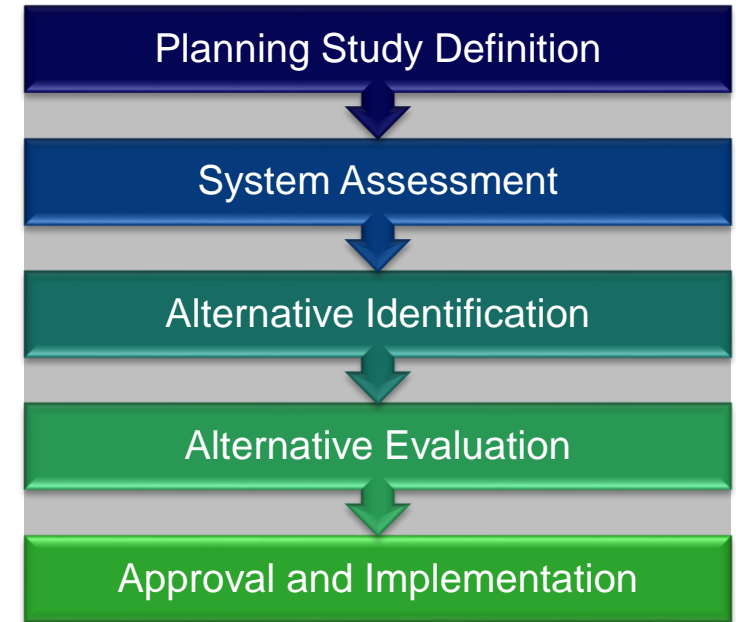 Planning Study Definition
System Assessment
Alternative Identification
Alternative Evaluation
Approval and Implementation